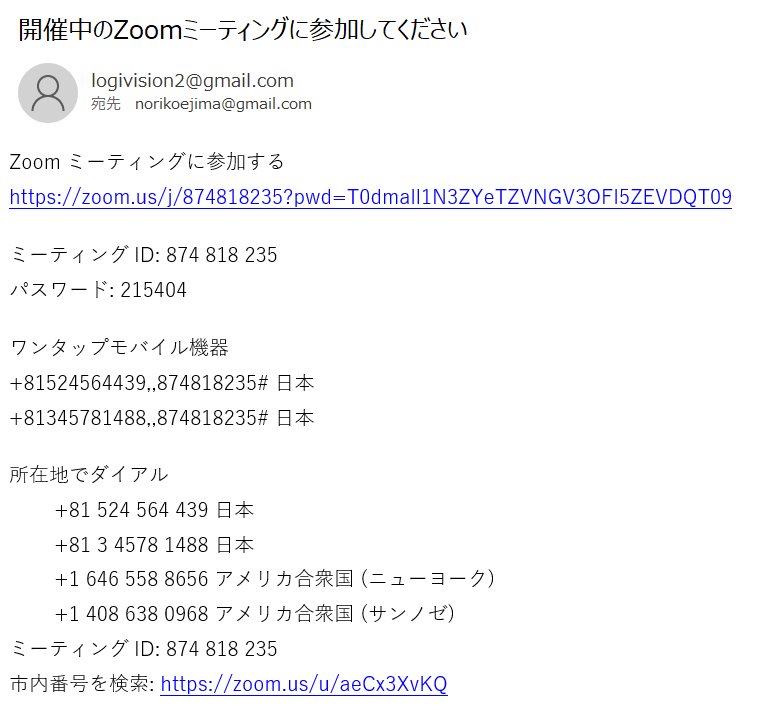 開催中のZoomミーティングに参加してください
logivision2@gmail.com
宛先 norikoejima@gmail.com
Zoom ミーティングに参加する
https://zoom.us/j/874818235?pwd=T0dmall1N3ZYeTZVNGV3OFI5ZEVDQT09
ミーティング ID: 874 818 235
パスワード: 215404
ワンタップモバイル機器
+81524564439,,874818235# 日本
+81345781488,,874818235# 日本
所在地でダイアル
+81 524 564 439 日本
+81 3 4578 1488 日本
+1 646 558 8656 アメリカ合衆国 (ニューヨーク)
+1 408 638 0968 アメリカ合衆国 (サンノゼ)
ミーティング ID: 874 818 235
市内番号を検索: https://zoom.us/u/aeCx3XvKQ